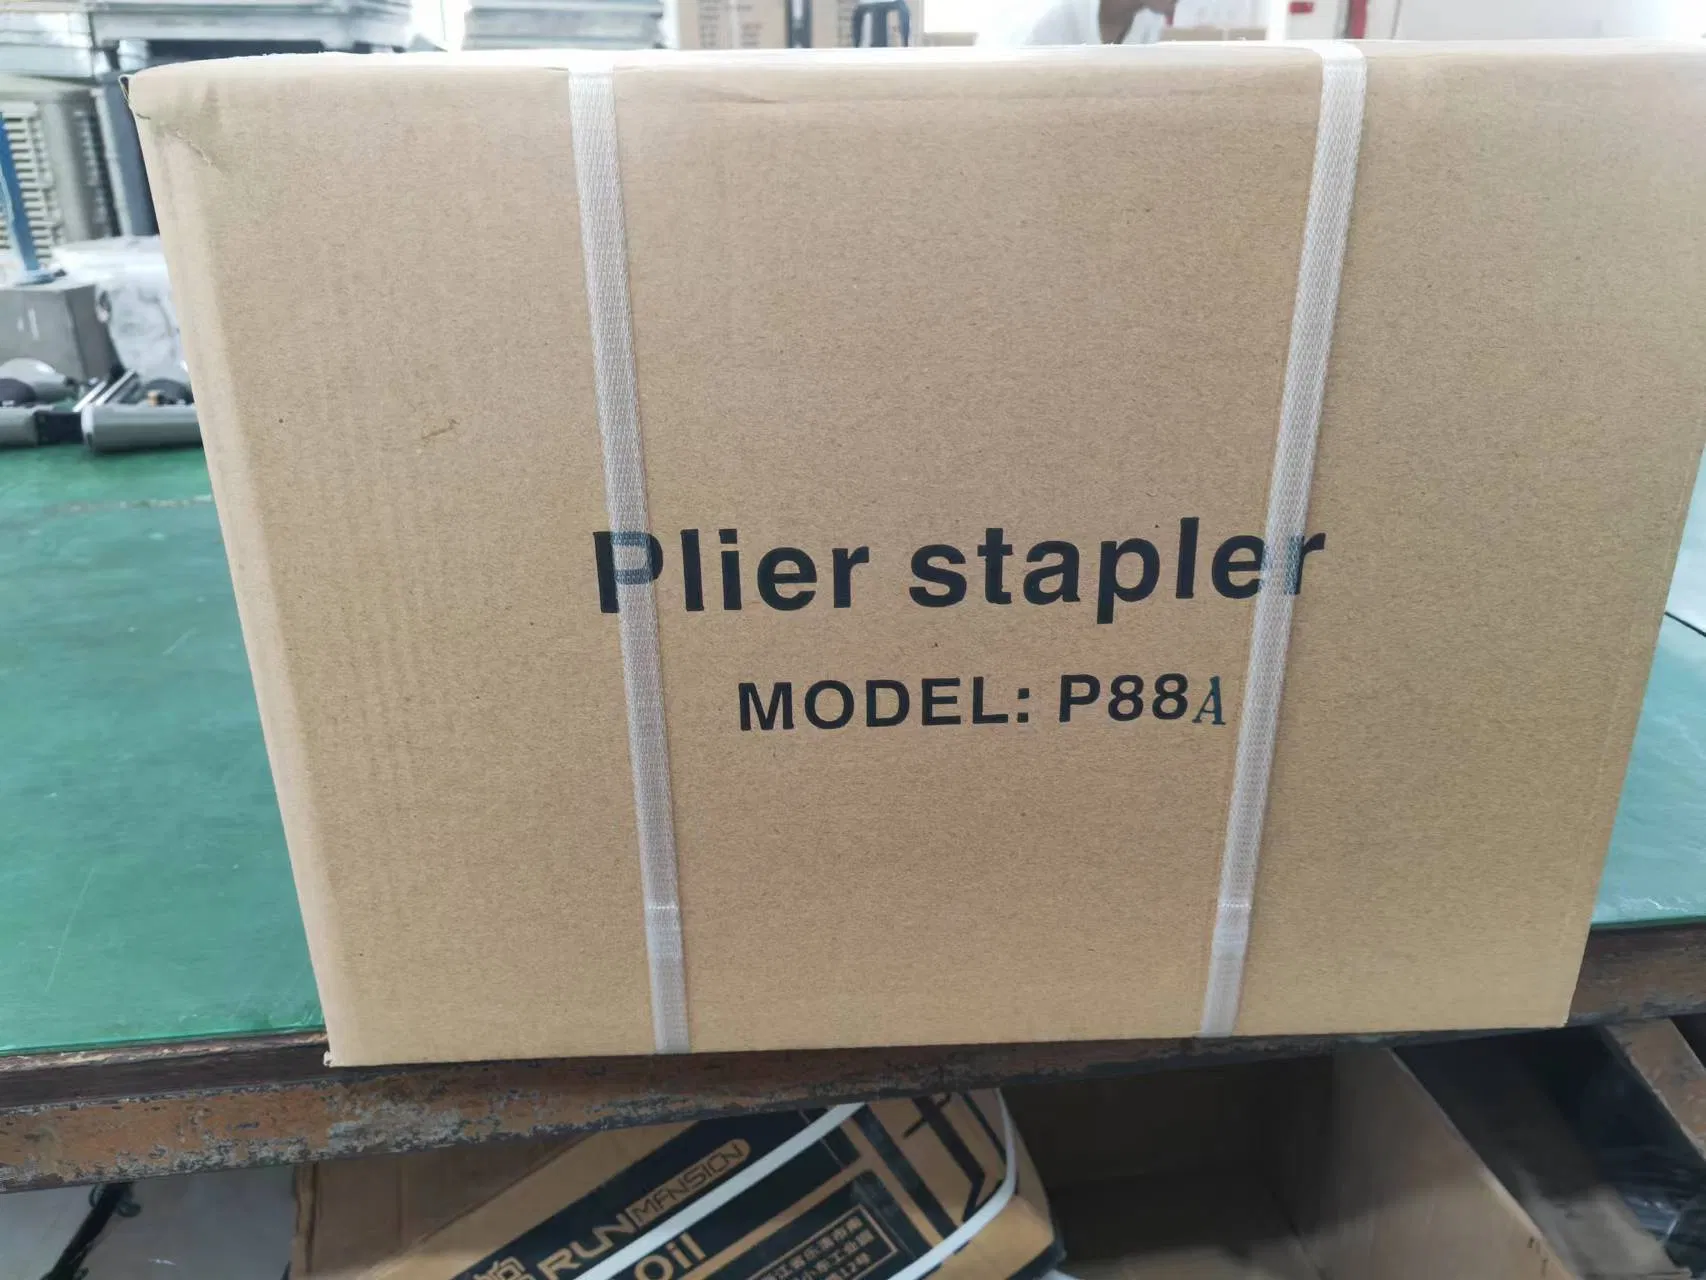 Plier stapler
MODEL: P88A
RUN MANSION
Oil